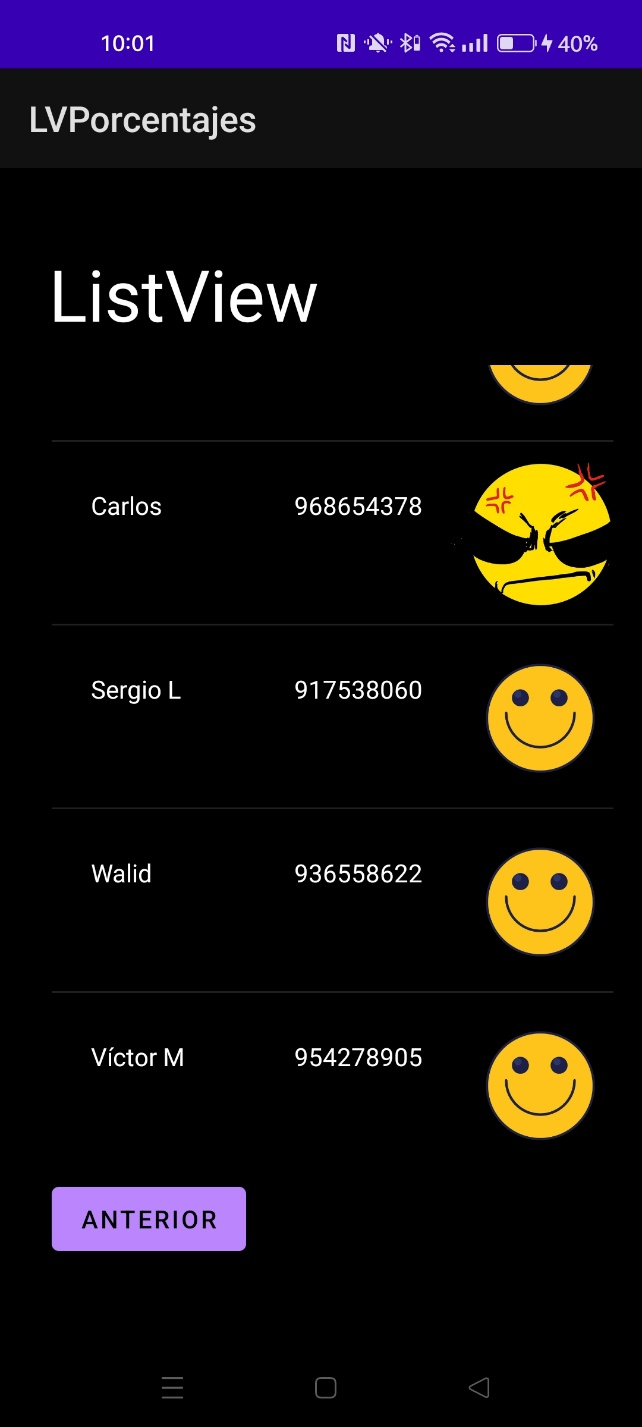 10:01 40%
LVPorcentajes
ListView
Carlos 968654378
Sergio L 917538060
Walid 936558622
Víctor M 954278905
ANTERIOR